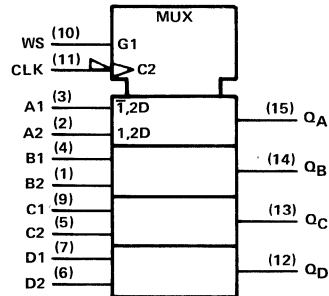 MUX
WS (10) G1
CLK (11) C2
A1 (3) 1̅,2D (15) QA
A2 (2) 1,2D
B1 (4) (14) QB
B2 (1)
C1 (9) (13) QC
C2 (5)
D1 (7) (12) QD
D2 (6)